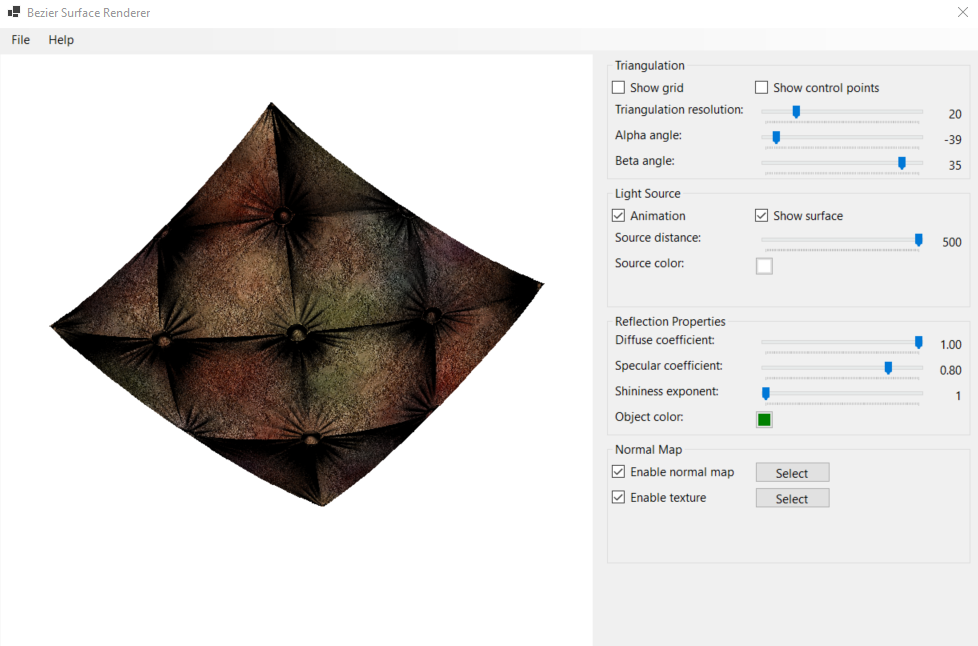 Bezier Surface Renderer
File Help
Triangulation
Show grid Show control points
Triangulation resolution: 20
Alpha angle: -39
Beta angle: 35
Light Source
Animation Show surface
Source distance: 500
Source color:
Reflection Properties
Diffuse coefficient: 1.00
Specular coefficient: 0.80
Shininess exponent: 1
Object color:
Normal Map
Enable normal map Select
Enable texture Select